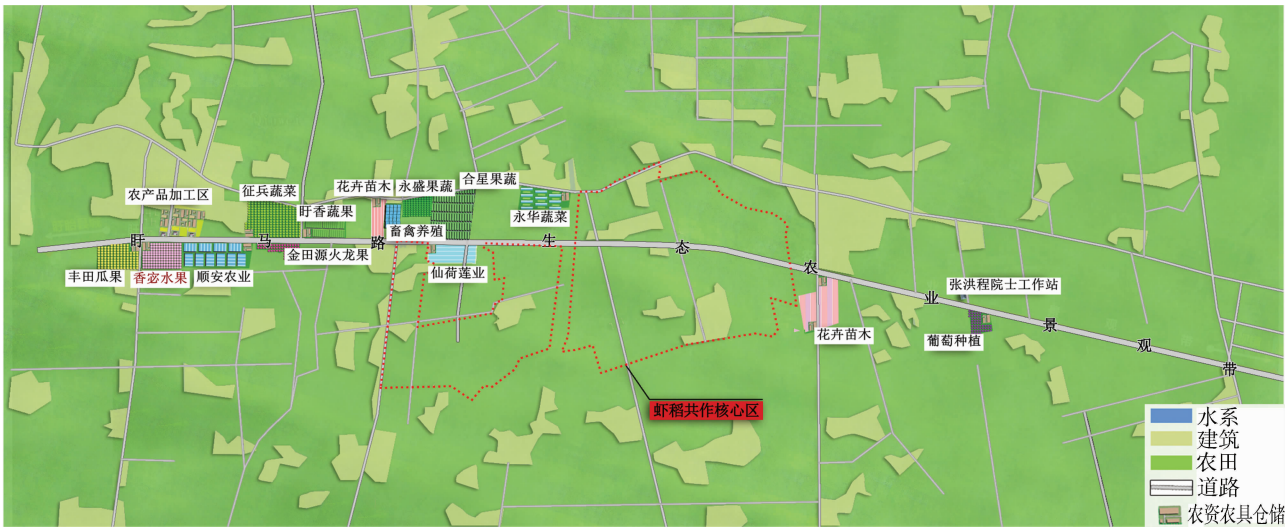 合星果蔬
花卉苗木
永盛果蔬
征兵蔬菜
农产品加工区
盱香蔬果
永华蔬菜
畜禽养殖
盱马路生态农业景观带
金田源火龙果
丰田瓜果
香宓水果
顺安农业
仙荷莲业
张洪程院士工作站
花卉苗木
葡萄种植
虾稻共作核心区
水系
建筑
农田
道路
农资农具仓储